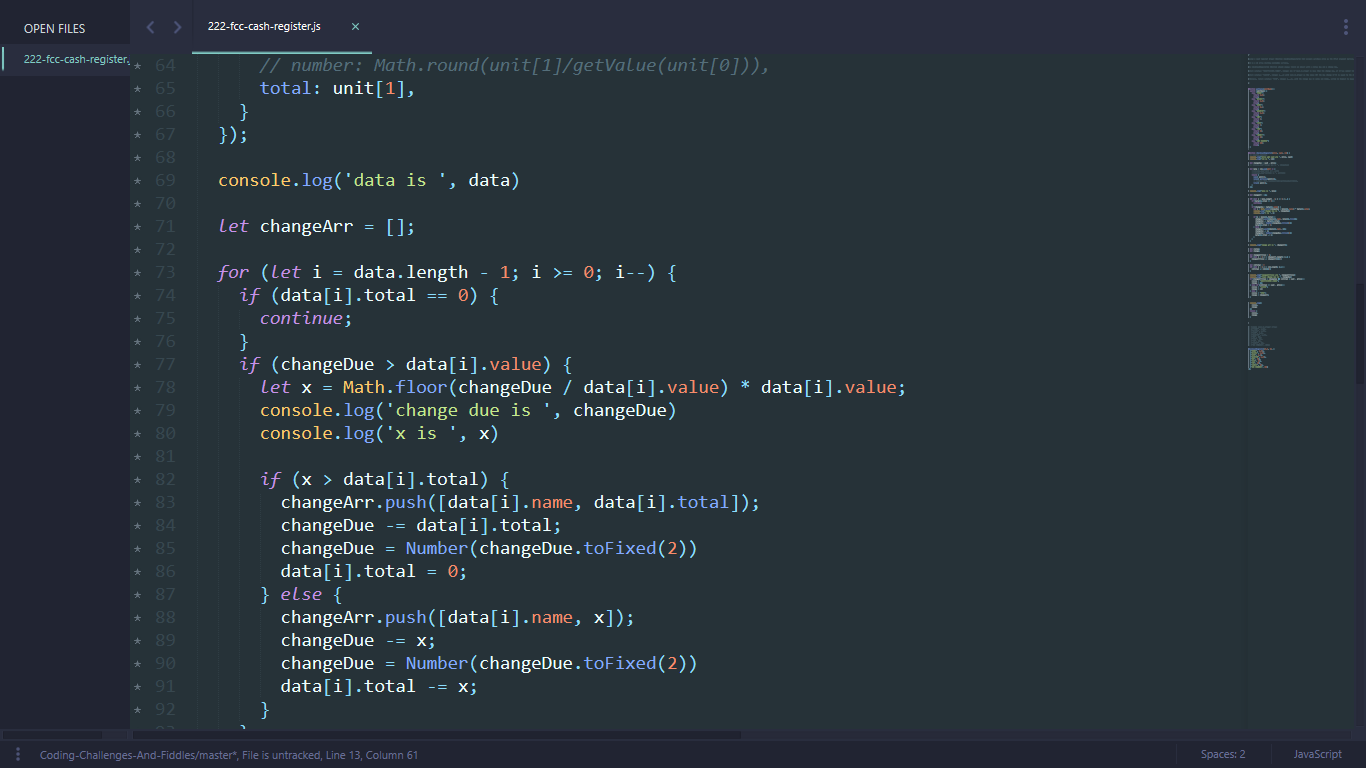 OPEN FILES
222-fcc-cash-register.js ×
222-fcc-cash-register.
64 // number: Math.round(unit[1]/getValue(unit[0])),
65 total: unit[1],
66 }
67 });
68
69 console.log('data is ', data)
70
71 let changeArr = [];
72
73 for (let i = data.length - 1; i >= 0; i--) {
74 if (data[i].total == 0) {
75 continue;
76 }
77 if (changeDue > data[i].value) {
78 let x = Math.floor(changeDue / data[i].value) * data[i].value;
79 console.log('change due is ', changeDue)
80 console.log('x is ', x)
81
82 if (x > data[i].total) {
83 changeArr.push([data[i].name, data[i].total]);
84 changeDue -= data[i].total;
85 changeDue = Number(changeDue.toFixed(2))
86 data[i].total = 0;
87 } else {
88 changeArr.push([data[i].name, x]);
89 changeDue -= x;
90 changeDue = Number(changeDue.toFixed(2))
91 data[i].total -= x;
92 }
Coding-Challenges-And-Fiddles/master*, File is untracked, Line 13, Column 61
Spaces: 2
JavaScript